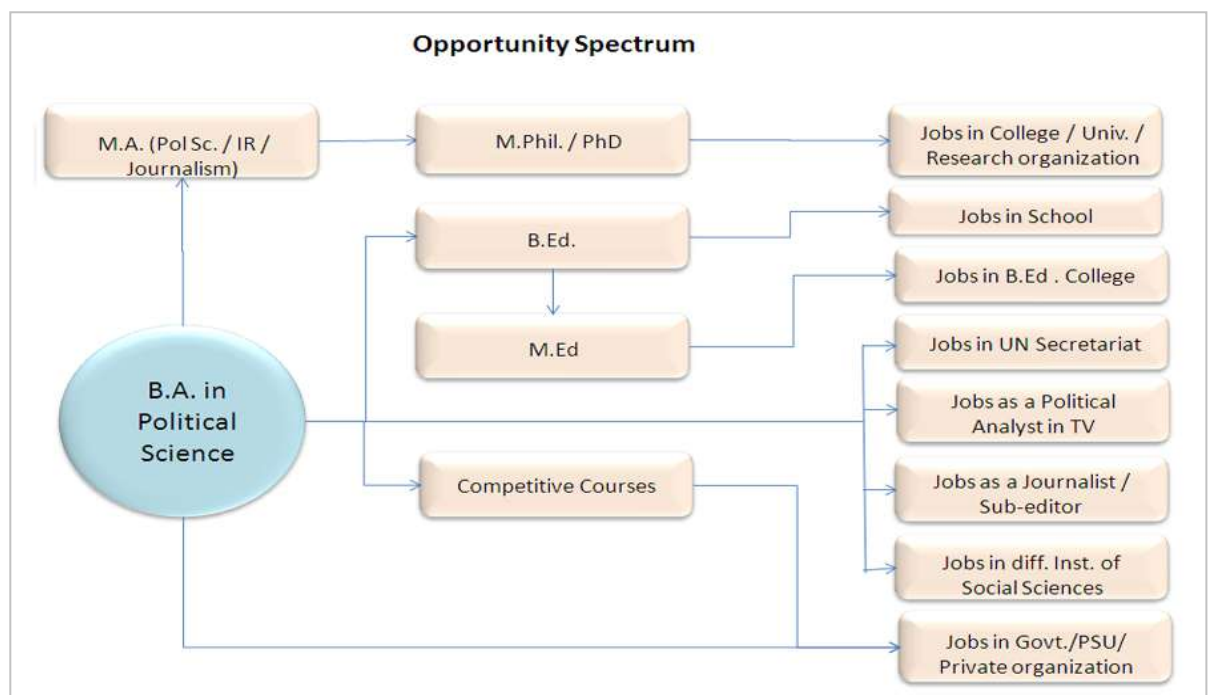 Opportunity Spectrum
M.A. (Pol Sc. / IR /
Journalism)
M.Phil. / PhD
Jobs in College / Univ. /
Research organization
B.Ed.
Jobs in School
M.Ed
Jobs in B.Ed . College
B.A. in
Political
Science
Jobs in UN Secretariat
Jobs as a Political
Analyst in TV
Competitive Courses
Jobs as a Journalist /
Sub-editor
Jobs in diff. Inst. of
Social Sciences
Jobs in Govt./PSU/
Private organization